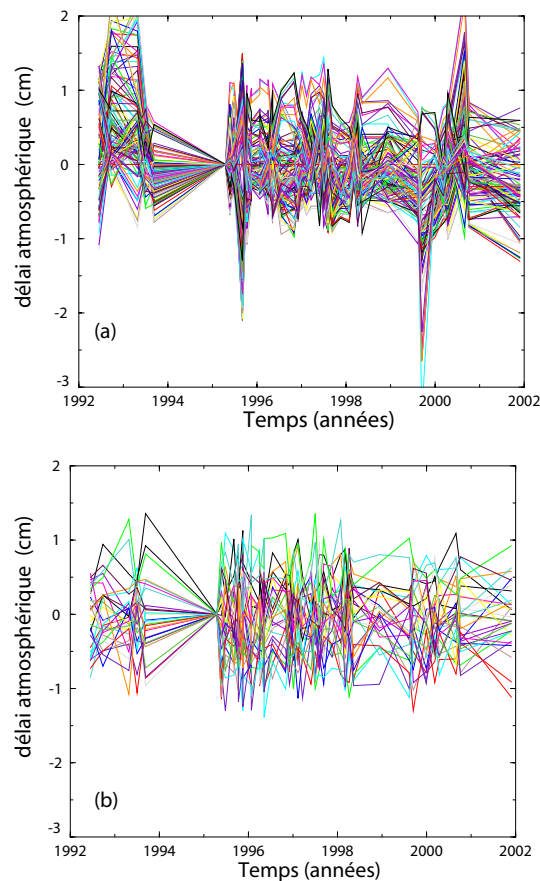 2
1
0
-1
-2
-3
délai atmosphérique (cm)
(a)
1992 1994 1996 1998 2000 2002
Temps (années)
2
1
0
-1
-2
-3
délai atmosphérique (cm)
(b)
1992 1994 1996 1998 2000 2002
Temps (années)